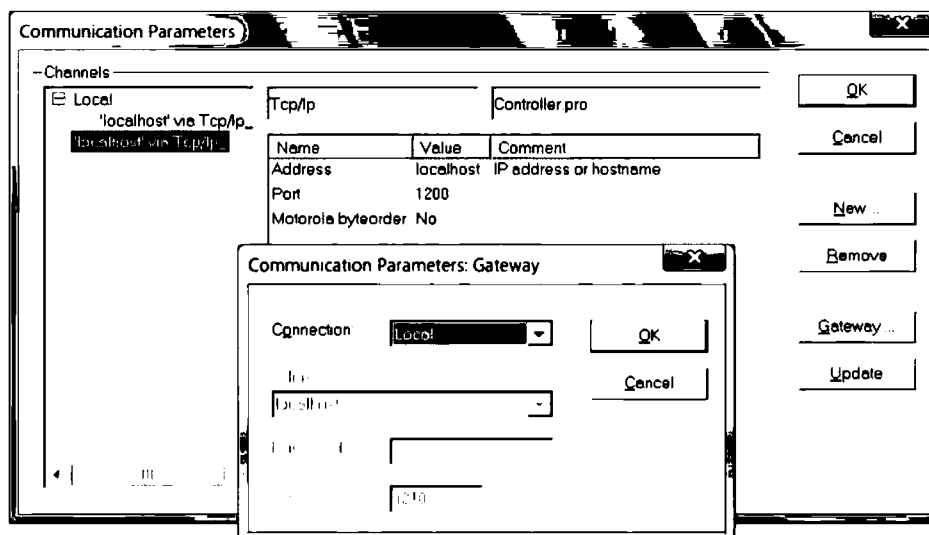 Communication Parameters
Channels
Local
'localhost' via Tcp/Ip_
'localhost' via Tcp/Ip_
Tcp/Ip
Controller.pro
Name Value Comment
Address localhost IP address or hostname
Port 1200
Motorola byteorder No
OK
Cancel
New ...
Remove
Gateway ...
Update
Communication Parameters: Gateway
Connection: Local
localhost
OK
Cancel